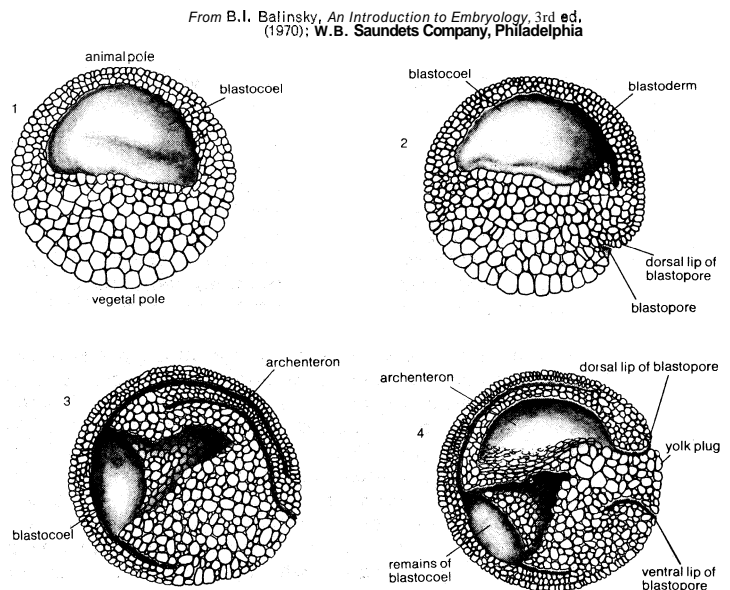 From B.I. Balinsky, An Introduction to Embryology, 3rd ed.
(1970); W.B. Saundets Company, Philadelphia
animal pole
blastocoel
1
vegetal pole
blastocoel
blastoderm
2
dorsal lip of
blastopore
blastopore
archenteron
3
blastocoel
archenteron
dorsal lip of blastopore
4
yolk plug
remains of
blastocoel
ventral lip of
blastopore